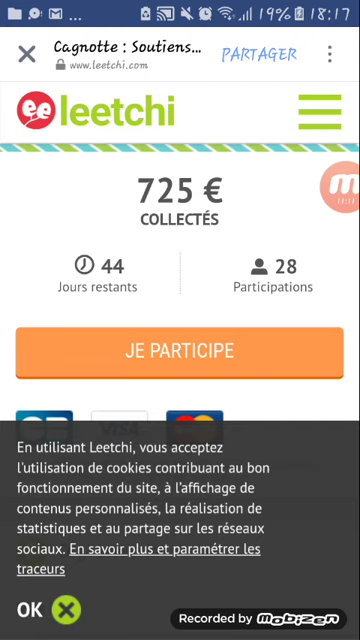 19% 18:17
Cagnotte : Soutiens...
www.leetchi.com
PARTAGER
leetchi
725 €
COLLECTÉS
44
Jours restants
28
Participations
JE PARTICIPE
CB VISA MasterCard
En utilisant Leetchi, vous acceptez
l'utilisation de cookies contribuant au bon
fonctionnement du site, à l'affichage de
contenus personnalisés, la réalisation de
statistiques et au partage sur les réseaux
sociaux. En savoir plus et paramétrer les
traceurs
OK
Recorded by Mobizen